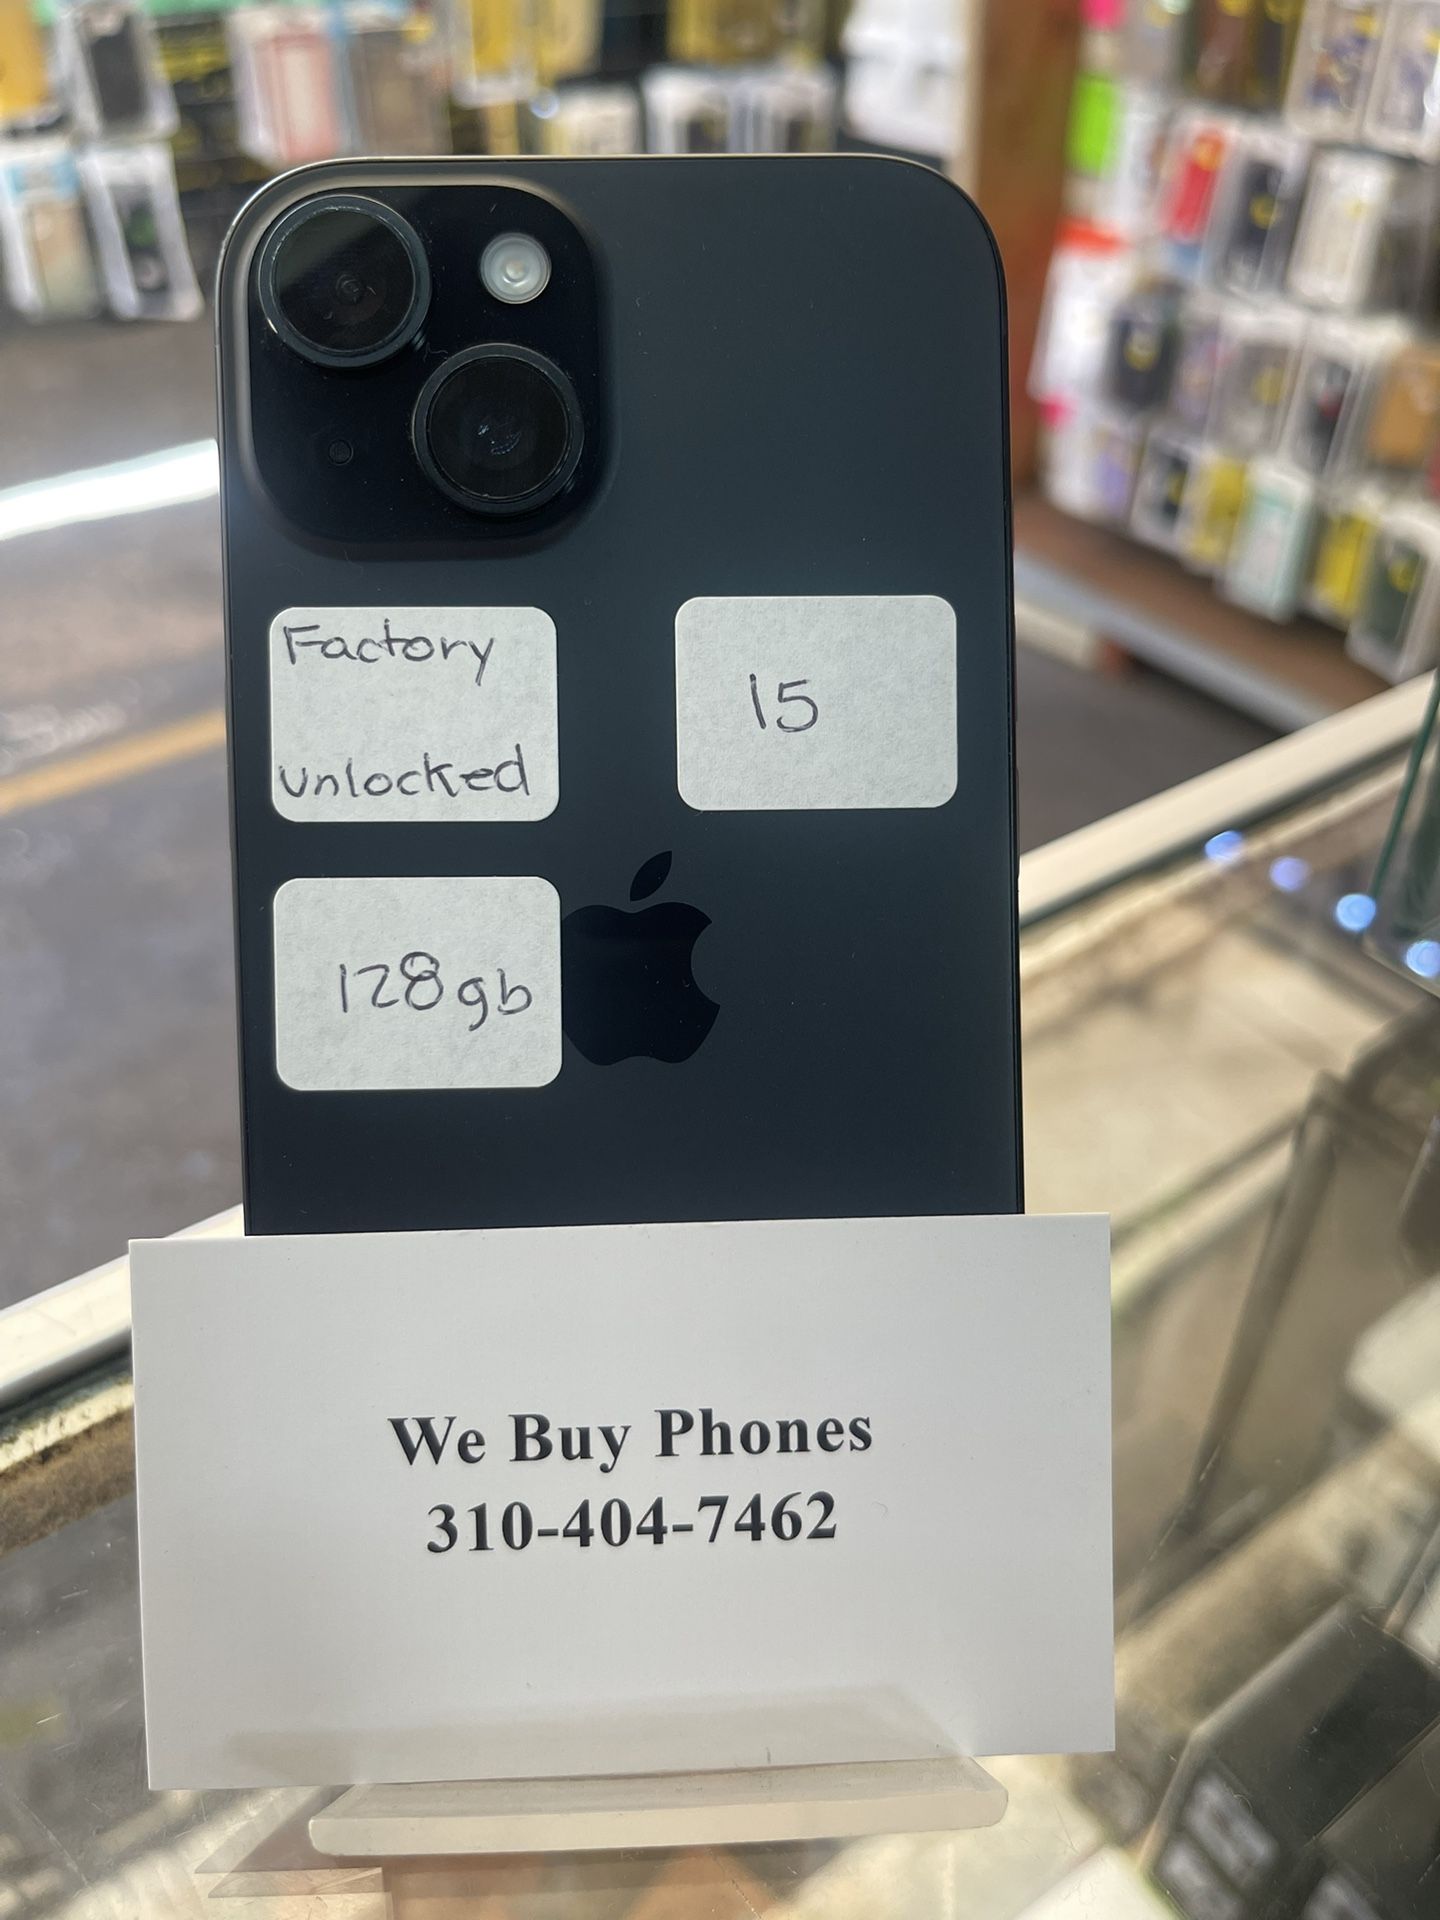 Factory
unlocked
15
128gb
We Buy Phones
310-404-7462